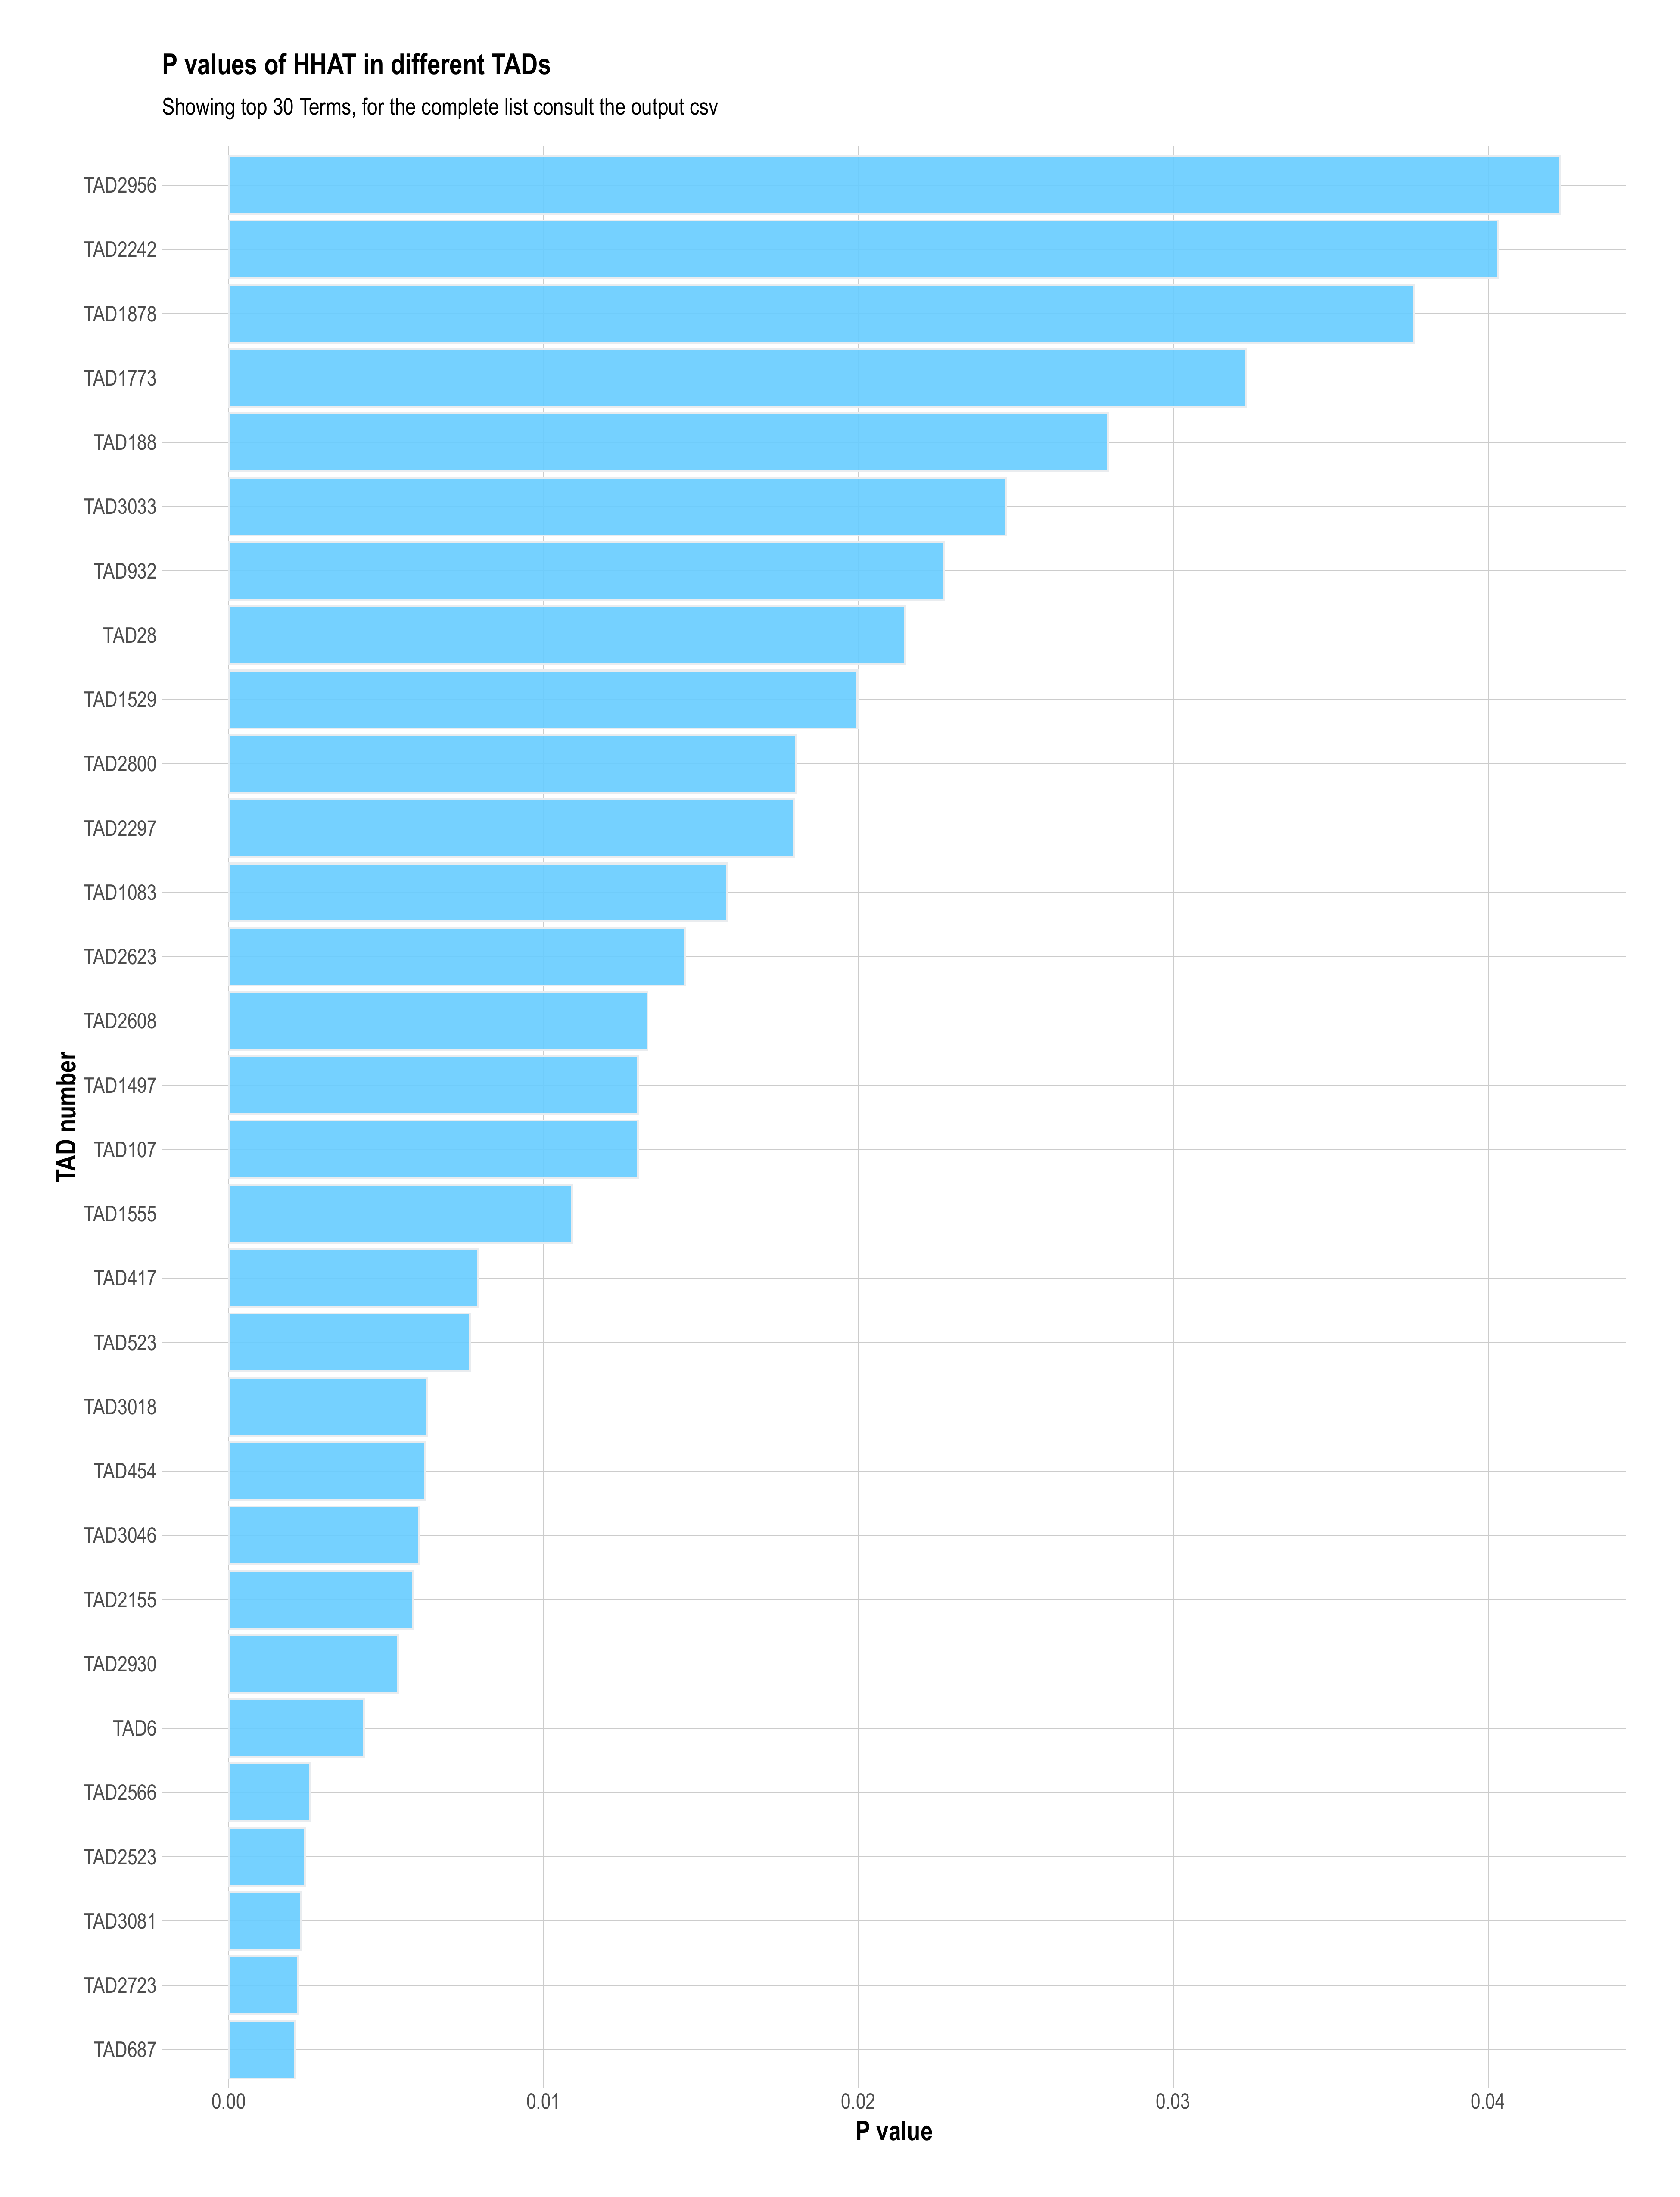 P values of HHAT in different TADs
Showing top 30 Terms, for the complete list consult the output csv
TAD number
TAD2956
TAD2242
TAD1878
TAD1773
TAD188
TAD3033
TAD932
TAD28
TAD1529
TAD2800
TAD2297
TAD1083
TAD2623
TAD2608
TAD1497
TAD107
TAD1555
TAD417
TAD523
TAD3018
TAD454
TAD3046
TAD2155
TAD2930
TAD6
TAD2566
TAD2523
TAD3081
TAD2723
TAD687
0.00 0.01 0.02 0.03 0.04
P value